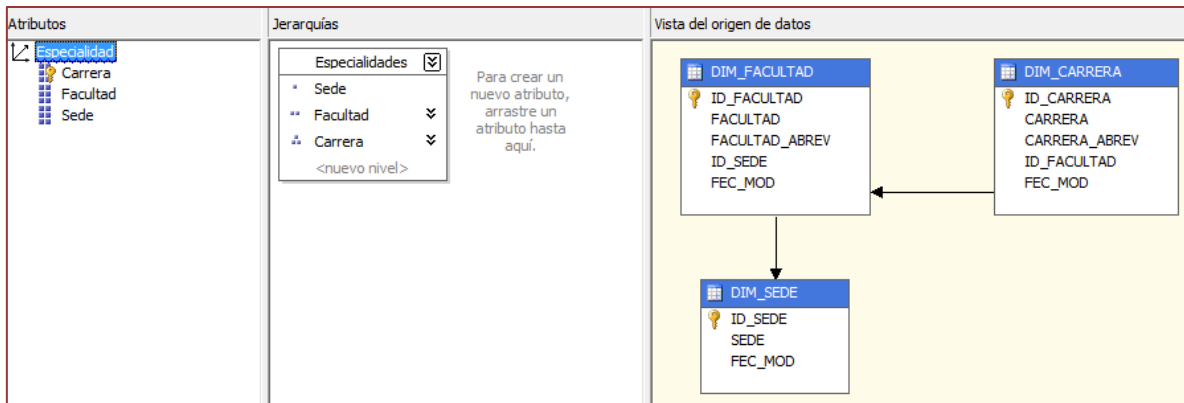 Atributos
Especialidad
Carrera
Facultad
Sede
Jerarquías
Especialidades
Sede
Facultad
Carrera
<nuevo nivel>
Para crear un
nuevo atributo,
arrastre un
atributo hasta
aquí.
Vista del origen de datos
DIM_FACULTAD
ID_FACULTAD
FACULTAD
FACULTAD_ABREV
ID_SEDE
FEC_MOD
DIM_CARRERA
ID_CARRERA
CARRERA
CARRERA_ABREV
ID_FACULTAD
FEC_MOD
DIM_SEDE
ID_SEDE
SEDE
FEC_MOD